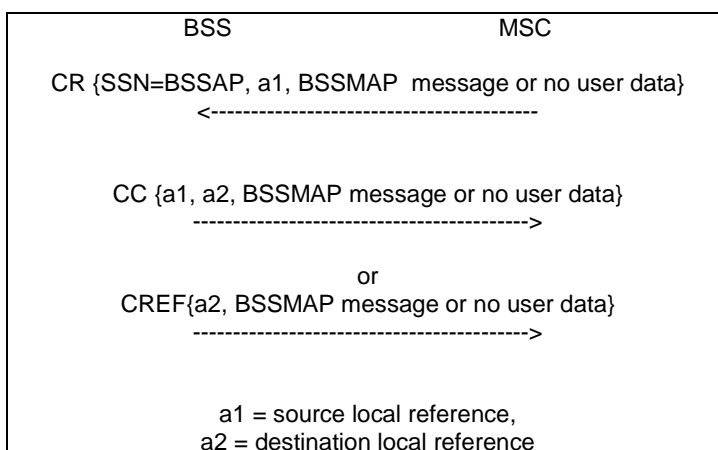 BSS MSC
CR {SSN=BSSAP, a1, BSSMAP message or no user data}
<-----------------------------------------
CC {a1, a2, BSSMAP message or no user data}
------------------------------------------>
or
CREF{a2, BSSMAP message or no user data}
------------------------------------------>
a1 = source local reference,
a2 = destination local reference